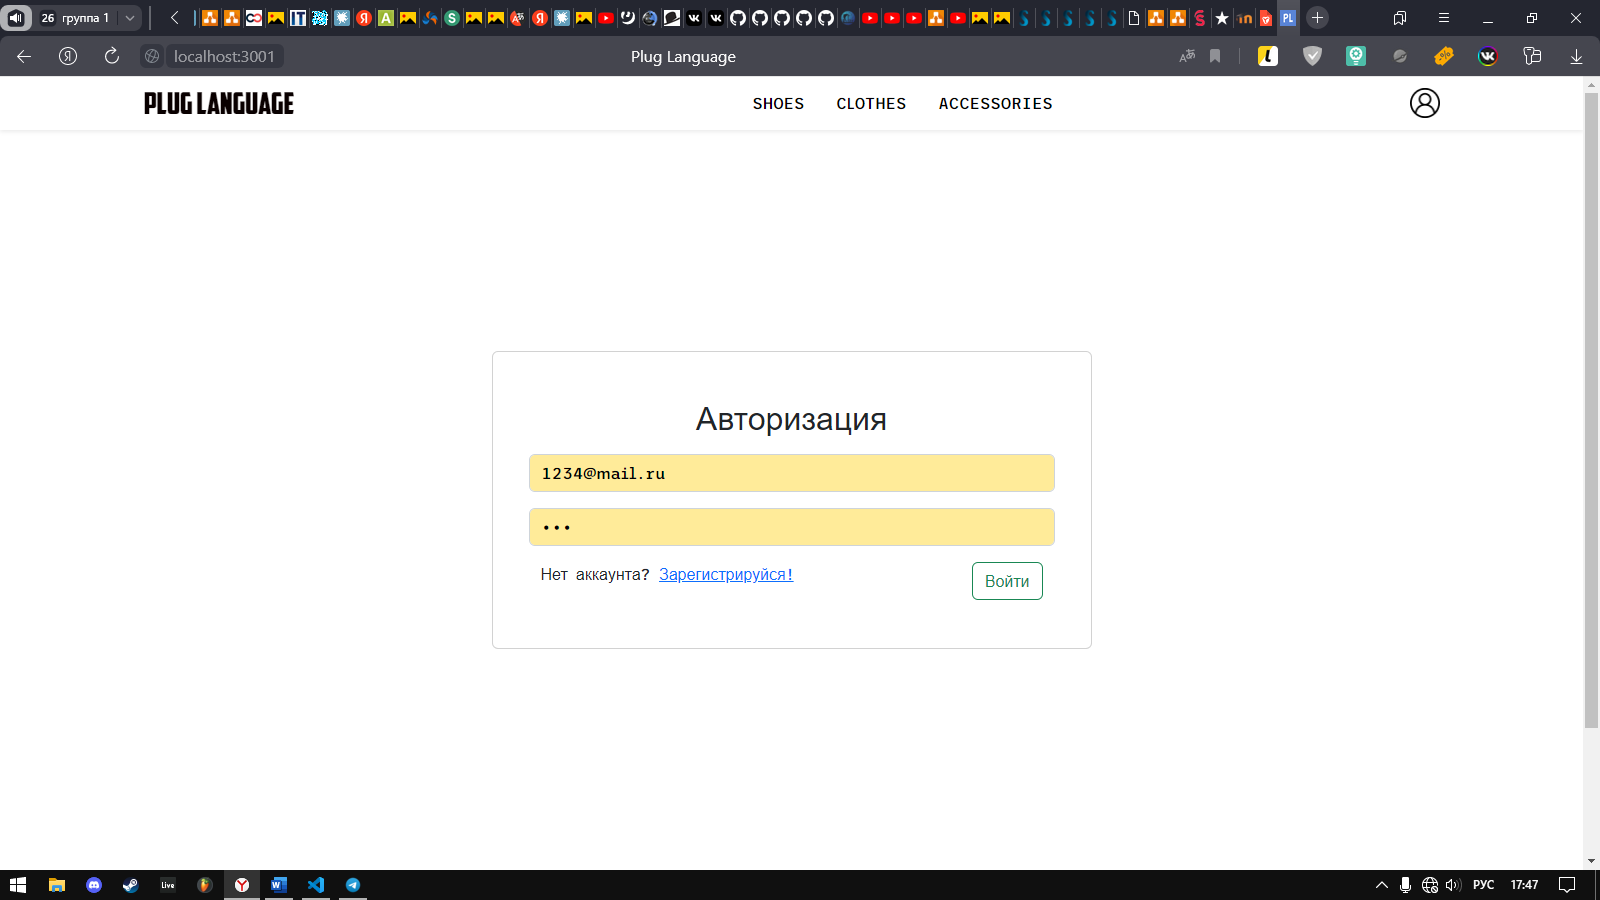 26 группа 1
localhost:3001
Plug Language
PLUG LANGUAGE
SHOES CLOTHES ACCESSORIES
Авторизация
1234@mail.ru
•••
Нет аккаунта? Зарегистрируйся!
Войти
Live
РУС 17:47